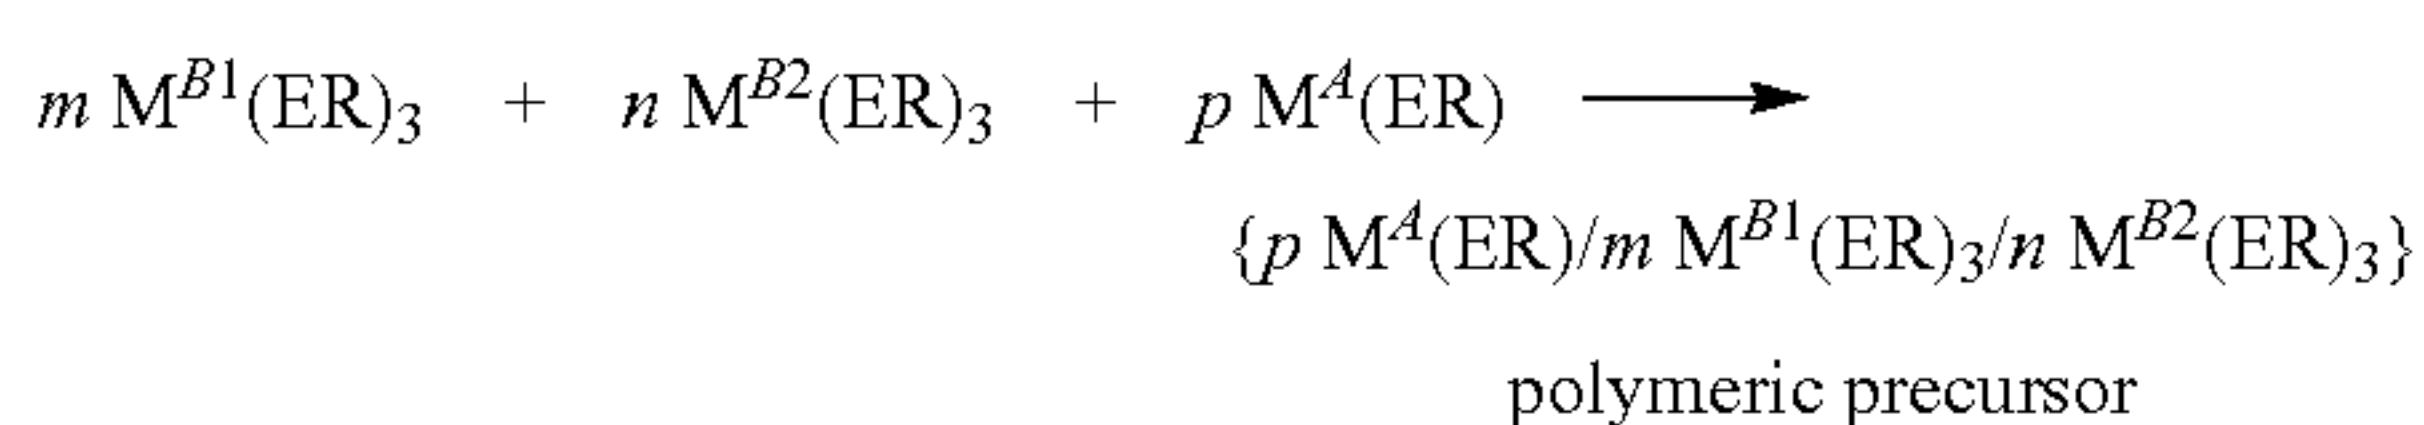 m M^{B1}(ER)_3 + n M^{B2}(ER)_3 + p M^A(ER) ⟶
{p M^A(ER)/m M^{B1}(ER)_3/n M^{B2}(ER)_3}
polymeric precursor